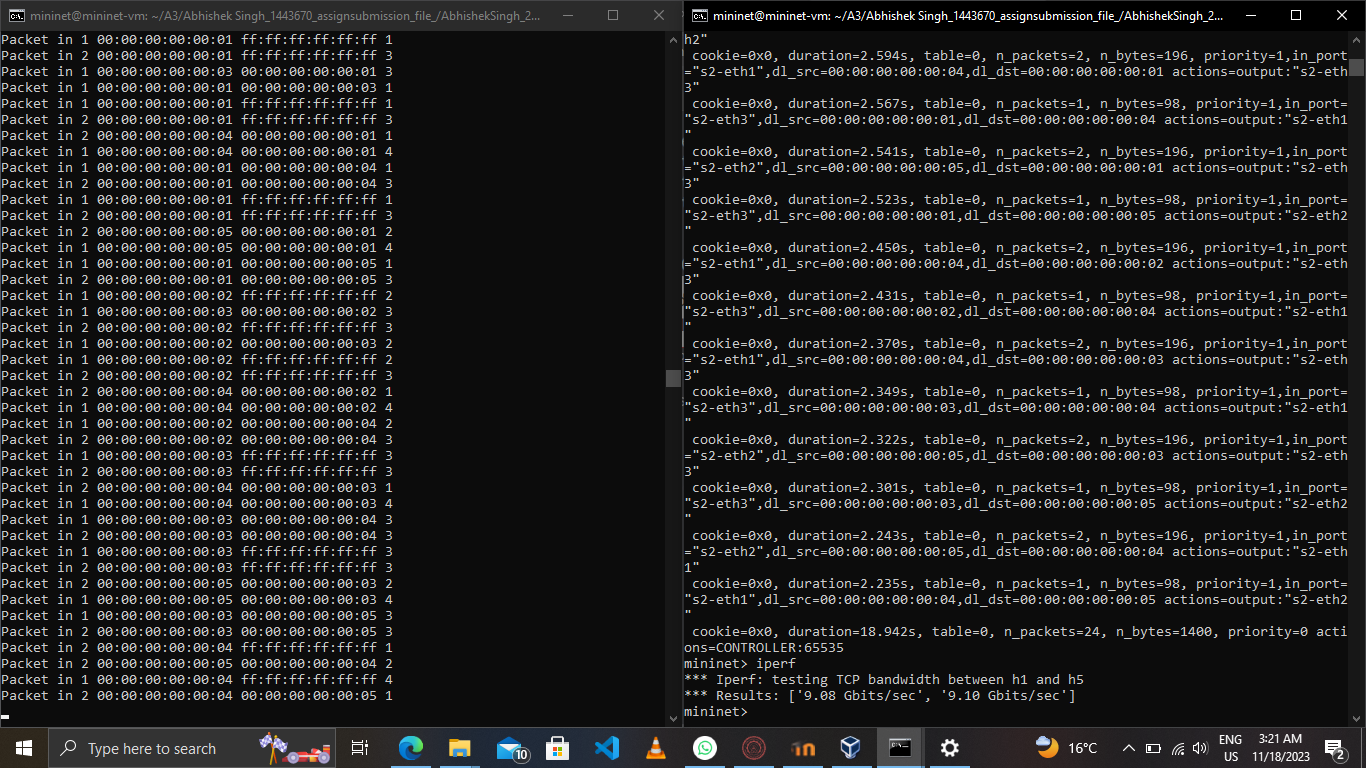 mininet@mininet-vm: ~/A3/Abhishek Singh_1443670_assignsubmission_file_/AbhishekSingh_2...
Packet in 1 00:00:00:00:00:01 ff:ff:ff:ff:ff:ff 1
Packet in 2 00:00:00:00:00:01 ff:ff:ff:ff:ff:ff 3
Packet in 1 00:00:00:00:00:03 00:00:00:00:00:01 3
Packet in 1 00:00:00:00:00:01 00:00:00:00:00:03 1
Packet in 1 00:00:00:00:00:01 ff:ff:ff:ff:ff:ff 1
Packet in 2 00:00:00:00:00:01 ff:ff:ff:ff:ff:ff 3
Packet in 2 00:00:00:00:00:04 00:00:00:00:00:01 1
Packet in 1 00:00:00:00:00:04 00:00:00:00:00:01 4
Packet in 1 00:00:00:00:00:01 00:00:00:00:00:04 1
Packet in 2 00:00:00:00:00:01 00:00:00:00:00:04 3
Packet in 1 00:00:00:00:00:01 ff:ff:ff:ff:ff:ff 1
Packet in 2 00:00:00:00:00:01 ff:ff:ff:ff:ff:ff 3
Packet in 2 00:00:00:00:00:05 00:00:00:00:00:01 2
Packet in 1 00:00:00:00:00:05 00:00:00:00:00:01 4
Packet in 1 00:00:00:00:00:01 00:00:00:00:00:05 1
Packet in 2 00:00:00:00:00:01 00:00:00:00:00:05 3
Packet in 1 00:00:00:00:00:02 ff:ff:ff:ff:ff:ff 2
Packet in 1 00:00:00:00:00:03 00:00:00:00:00:02 3
Packet in 2 00:00:00:00:00:02 ff:ff:ff:ff:ff:ff 3
Packet in 1 00:00:00:00:00:02 00:00:00:00:00:03 2
Packet in 1 00:00:00:00:00:02 ff:ff:ff:ff:ff:ff 2
Packet in 2 00:00:00:00:00:02 ff:ff:ff:ff:ff:ff 3
Packet in 2 00:00:00:00:00:04 00:00:00:00:00:02 1
Packet in 1 00:00:00:00:00:04 00:00:00:00:00:02 4
Packet in 1 00:00:00:00:00:02 00:00:00:00:00:04 2
Packet in 2 00:00:00:00:00:02 00:00:00:00:00:04 3
Packet in 1 00:00:00:00:00:03 ff:ff:ff:ff:ff:ff 3
Packet in 2 00:00:00:00:00:03 ff:ff:ff:ff:ff:ff 3
Packet in 2 00:00:00:00:00:04 00:00:00:00:00:03 1
Packet in 1 00:00:00:00:00:04 00:00:00:00:00:03 4
Packet in 1 00:00:00:00:00:03 00:00:00:00:00:04 3
Packet in 2 00:00:00:00:00:03 00:00:00:00:00:04 3
Packet in 1 00:00:00:00:00:03 ff:ff:ff:ff:ff:ff 3
Packet in 2 00:00:00:00:00:03 ff:ff:ff:ff:ff:ff 3
Packet in 2 00:00:00:00:00:05 00:00:00:00:00:03 2
Packet in 1 00:00:00:00:00:05 00:00:00:00:00:03 4
Packet in 1 00:00:00:00:00:03 00:00:00:00:00:05 3
Packet in 2 00:00:00:00:00:03 00:00:00:00:00:05 3
Packet in 2 00:00:00:00:00:04 ff:ff:ff:ff:ff:ff 1
Packet in 2 00:00:00:00:00:05 00:00:00:00:00:04 2
Packet in 1 00:00:00:00:00:04 ff:ff:ff:ff:ff:ff 4
Packet in 2 00:00:00:00:00:04 00:00:00:00:00:05 1
mininet@mininet-vm: ~/A3/Abhishek Singh_1443670_assignsubmission_file_/AbhishekSingh_2...
h2"
cookie=0x0, duration=2.594s, table=0, n_packets=2, n_bytes=196, priority=1,in_port
="s2-eth1",dl_src=00:00:00:00:00:04,dl_dst=00:00:00:00:00:01 actions=output:"s2-eth
3"
cookie=0x0, duration=2.567s, table=0, n_packets=1, n_bytes=98, priority=1,in_port=
"s2-eth3",dl_src=00:00:00:00:00:01,dl_dst=00:00:00:00:00:04 actions=output:"s2-eth1
"
cookie=0x0, duration=2.541s, table=0, n_packets=2, n_bytes=196, priority=1,in_port
="s2-eth2",dl_src=00:00:00:00:00:05,dl_dst=00:00:00:00:00:01 actions=output:"s2-eth
3"
cookie=0x0, duration=2.523s, table=0, n_packets=1, n_bytes=98, priority=1,in_port=
"s2-eth3",dl_src=00:00:00:00:00:01,dl_dst=00:00:00:00:00:05 actions=output:"s2-eth2
"
cookie=0x0, duration=2.450s, table=0, n_packets=2, n_bytes=196, priority=1,in_port
="s2-eth1",dl_src=00:00:00:00:00:04,dl_dst=00:00:00:00:00:02 actions=output:"s2-eth
3"
cookie=0x0, duration=2.431s, table=0, n_packets=1, n_bytes=98, priority=1,in_port=
"s2-eth3",dl_src=00:00:00:00:00:02,dl_dst=00:00:00:00:00:04 actions=output:"s2-eth1
"
cookie=0x0, duration=2.370s, table=0, n_packets=2, n_bytes=196, priority=1,in_port
="s2-eth1",dl_src=00:00:00:00:00:04,dl_dst=00:00:00:00:00:03 actions=output:"s2-eth
3"
cookie=0x0, duration=2.349s, table=0, n_packets=1, n_bytes=98, priority=1,in_port=
"s2-eth3",dl_src=00:00:00:00:00:03,dl_dst=00:00:00:00:00:04 actions=output:"s2-eth1
"
cookie=0x0, duration=2.322s, table=0, n_packets=2, n_bytes=196, priority=1,in_port
="s2-eth2",dl_src=00:00:00:00:00:05,dl_dst=00:00:00:00:00:03 actions=output:"s2-eth
3"
cookie=0x0, duration=2.301s, table=0, n_packets=1, n_bytes=98, priority=1,in_port=
"s2-eth3",dl_src=00:00:00:00:00:03,dl_dst=00:00:00:00:00:05 actions=output:"s2-eth2
"
cookie=0x0, duration=2.243s, table=0, n_packets=2, n_bytes=196, priority=1,in_port
="s2-eth2",dl_src=00:00:00:00:00:05,dl_dst=00:00:00:00:00:04 actions=output:"s2-eth
1"
cookie=0x0, duration=2.235s, table=0, n_packets=1, n_bytes=98, priority=1,in_port=
"s2-eth1",dl_src=00:00:00:00:00:04,dl_dst=00:00:00:00:00:05 actions=output:"s2-eth2
"
cookie=0x0, duration=18.942s, table=0, n_packets=24, n_bytes=1400, priority=0 acti
ons=CONTROLLER:65535
mininet> iperf
*** Iperf: testing TCP bandwidth between h1 and h5
*** Results: ['9.08 Gbits/sec', '9.10 Gbits/sec']
mininet>
Type here to search
10
16°C
ENG
US
3:21 AM
11/18/2023
2